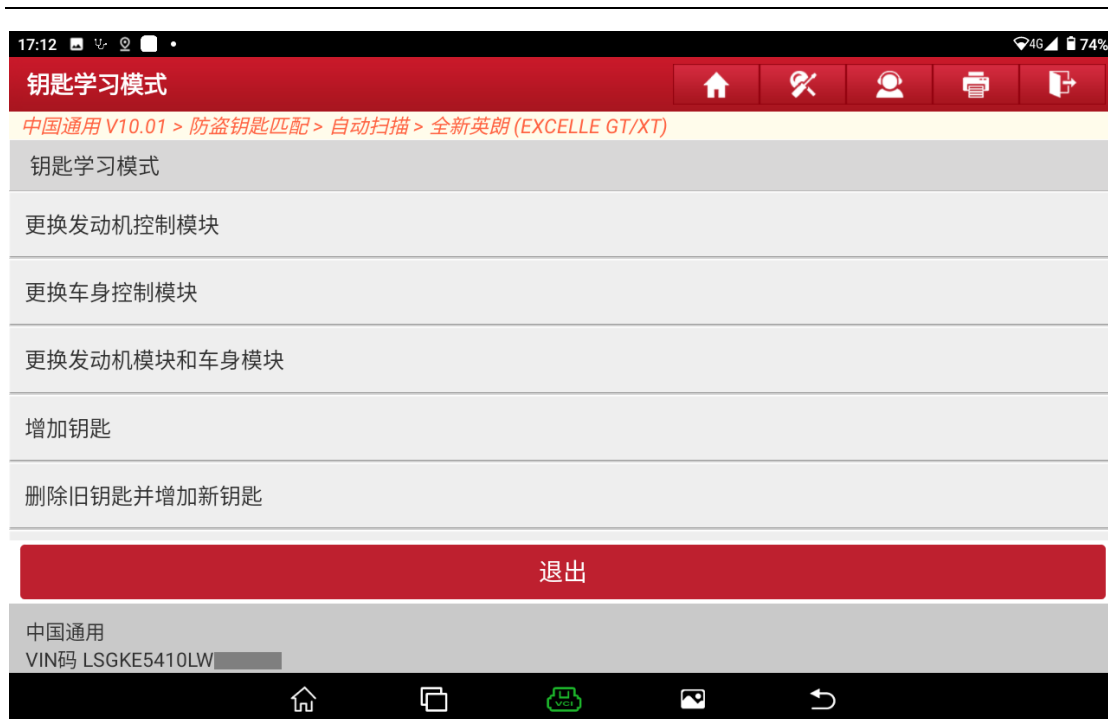 17:12
4G 74%
钥匙学习模式
中国通用 V10.01 > 防盗钥匙匹配 > 自动扫描 > 全新英朗 (EXCELLE GT/XT)
钥匙学习模式
更换发动机控制模块
更换车身控制模块
更换发动机模块和车身模块
增加钥匙
删除旧钥匙并增加新钥匙
退出
中国通用
VIN码 LSGKE5410LW
VCI